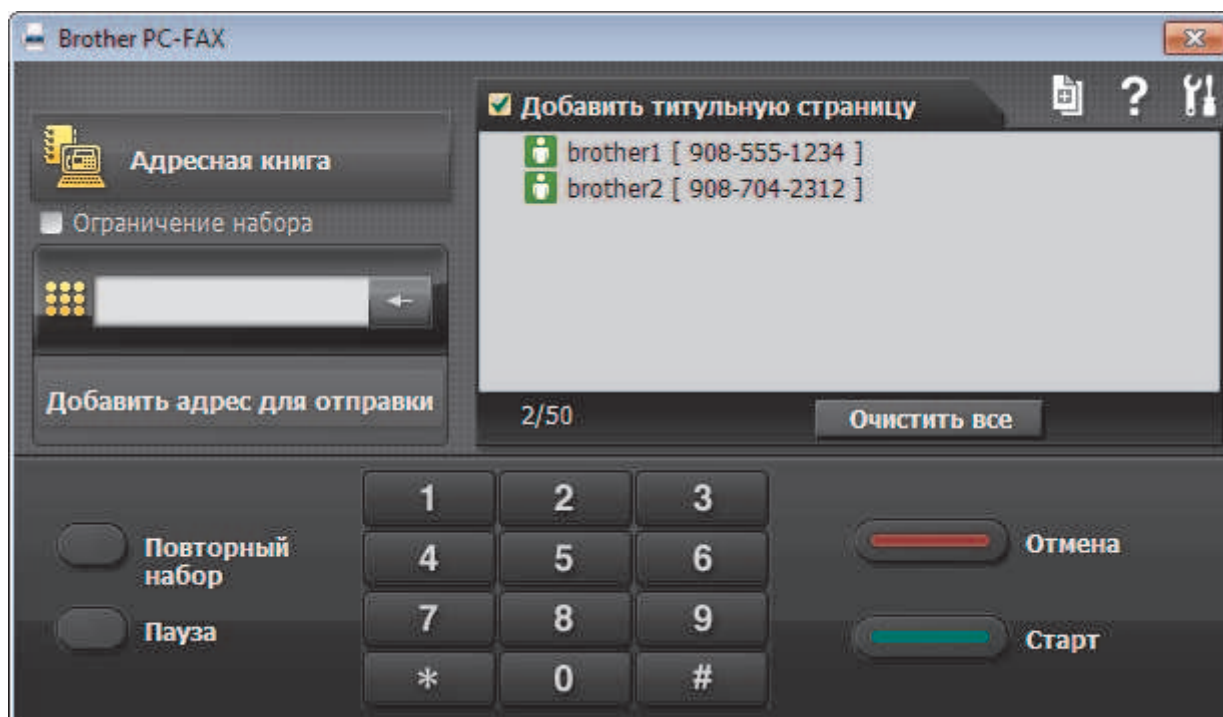 Brother PC-FAX
Адресная книга
Ограничение набора
Добавить адрес для отправки
Добавить титульную страницу
?
brother1 [ 908-555-1234 ]
brother2 [ 908-704-2312 ]
2/50
Очистить все
Повторный
набор
Пауза
1 2 3
4 5 6
7 8 9
* 0 #
Отмена
Старт